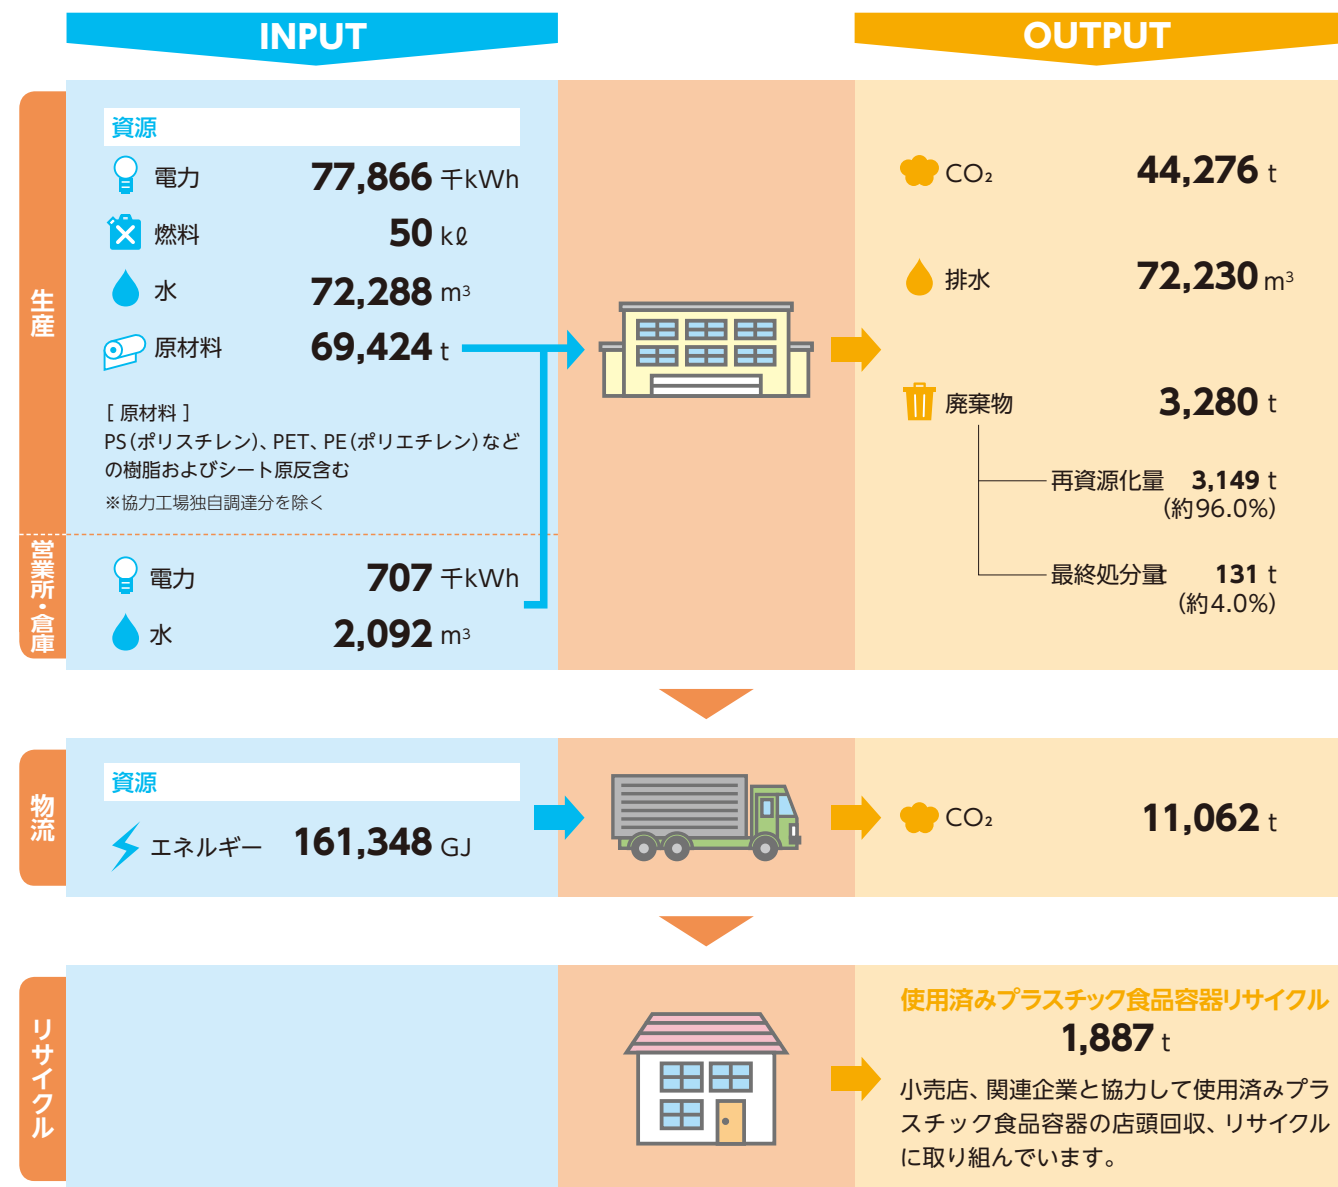 INPUT
OUTPUT
生産
資源
電力 77,866 千kWh
燃料 50 kℓ
水 72,288 m³
原材料 69,424 t
[ 原材料 ]
PS（ポリスチレン）、PET、PE（ポリエチレン）など
の樹脂およびシート原反含む
※協力工場独自調達分を除く
CO₂ 44,276 t
排水 72,230 m³
廃棄物 3,280 t
再資源化量 3,149 t
（約96.0%）
最終処分量t 131 t
（約4.0%）
営業所・倉庫
電力 707 千kWh
水 2,092 m³
物流
資源
エネルギー 161,348 GJ
CO₂ 11,062 t
リサイクル
使用済みプラスチック食品容器リサイクル
1,887 t
小売店、関連企業と協力して使用済みプラ
スチック食品容器の店頭回収、リサイクル
に取り組んでいます。